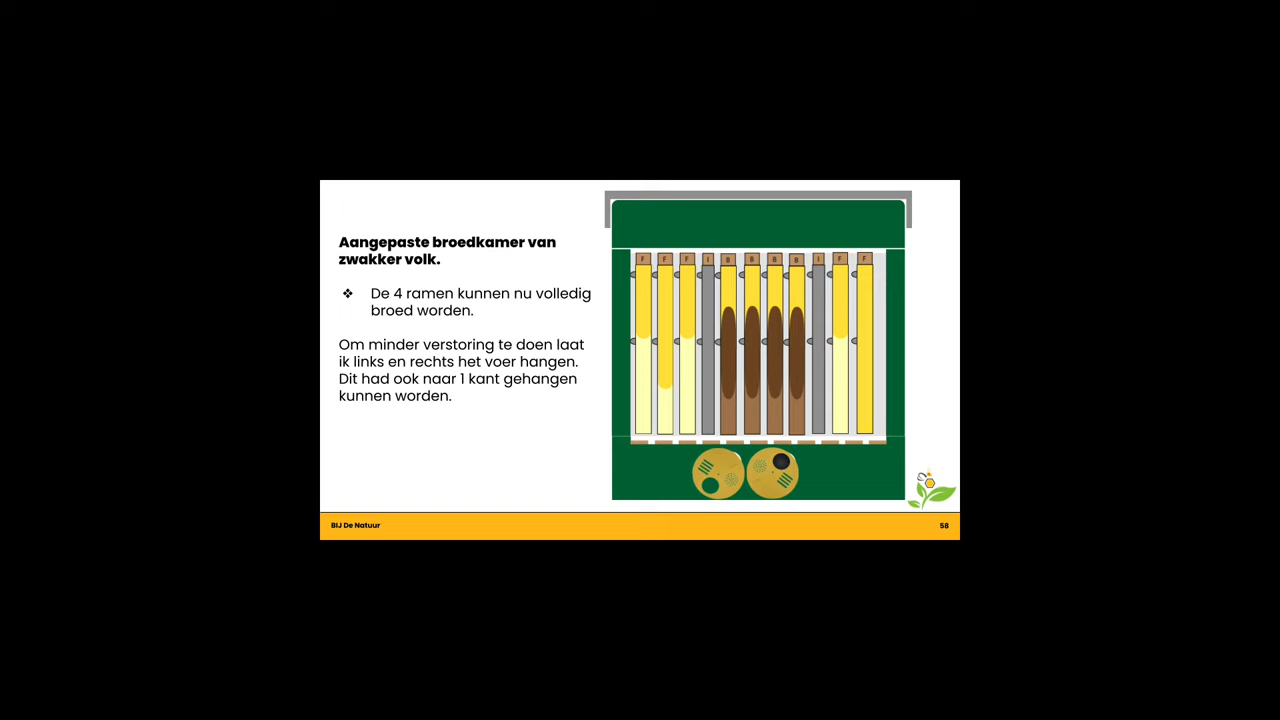 Aangepaste broedkamer van
zwakker volk.
❖ De 4 ramen kunnen nu volledig
broed worden.
Om minder verstoring te doen laat
ik links en rechts het voer hangen.
Dit had ook naar 1 kant gehangen
kunnen worden.
F F F I B B B B I F F
BIJ De Natuur
58